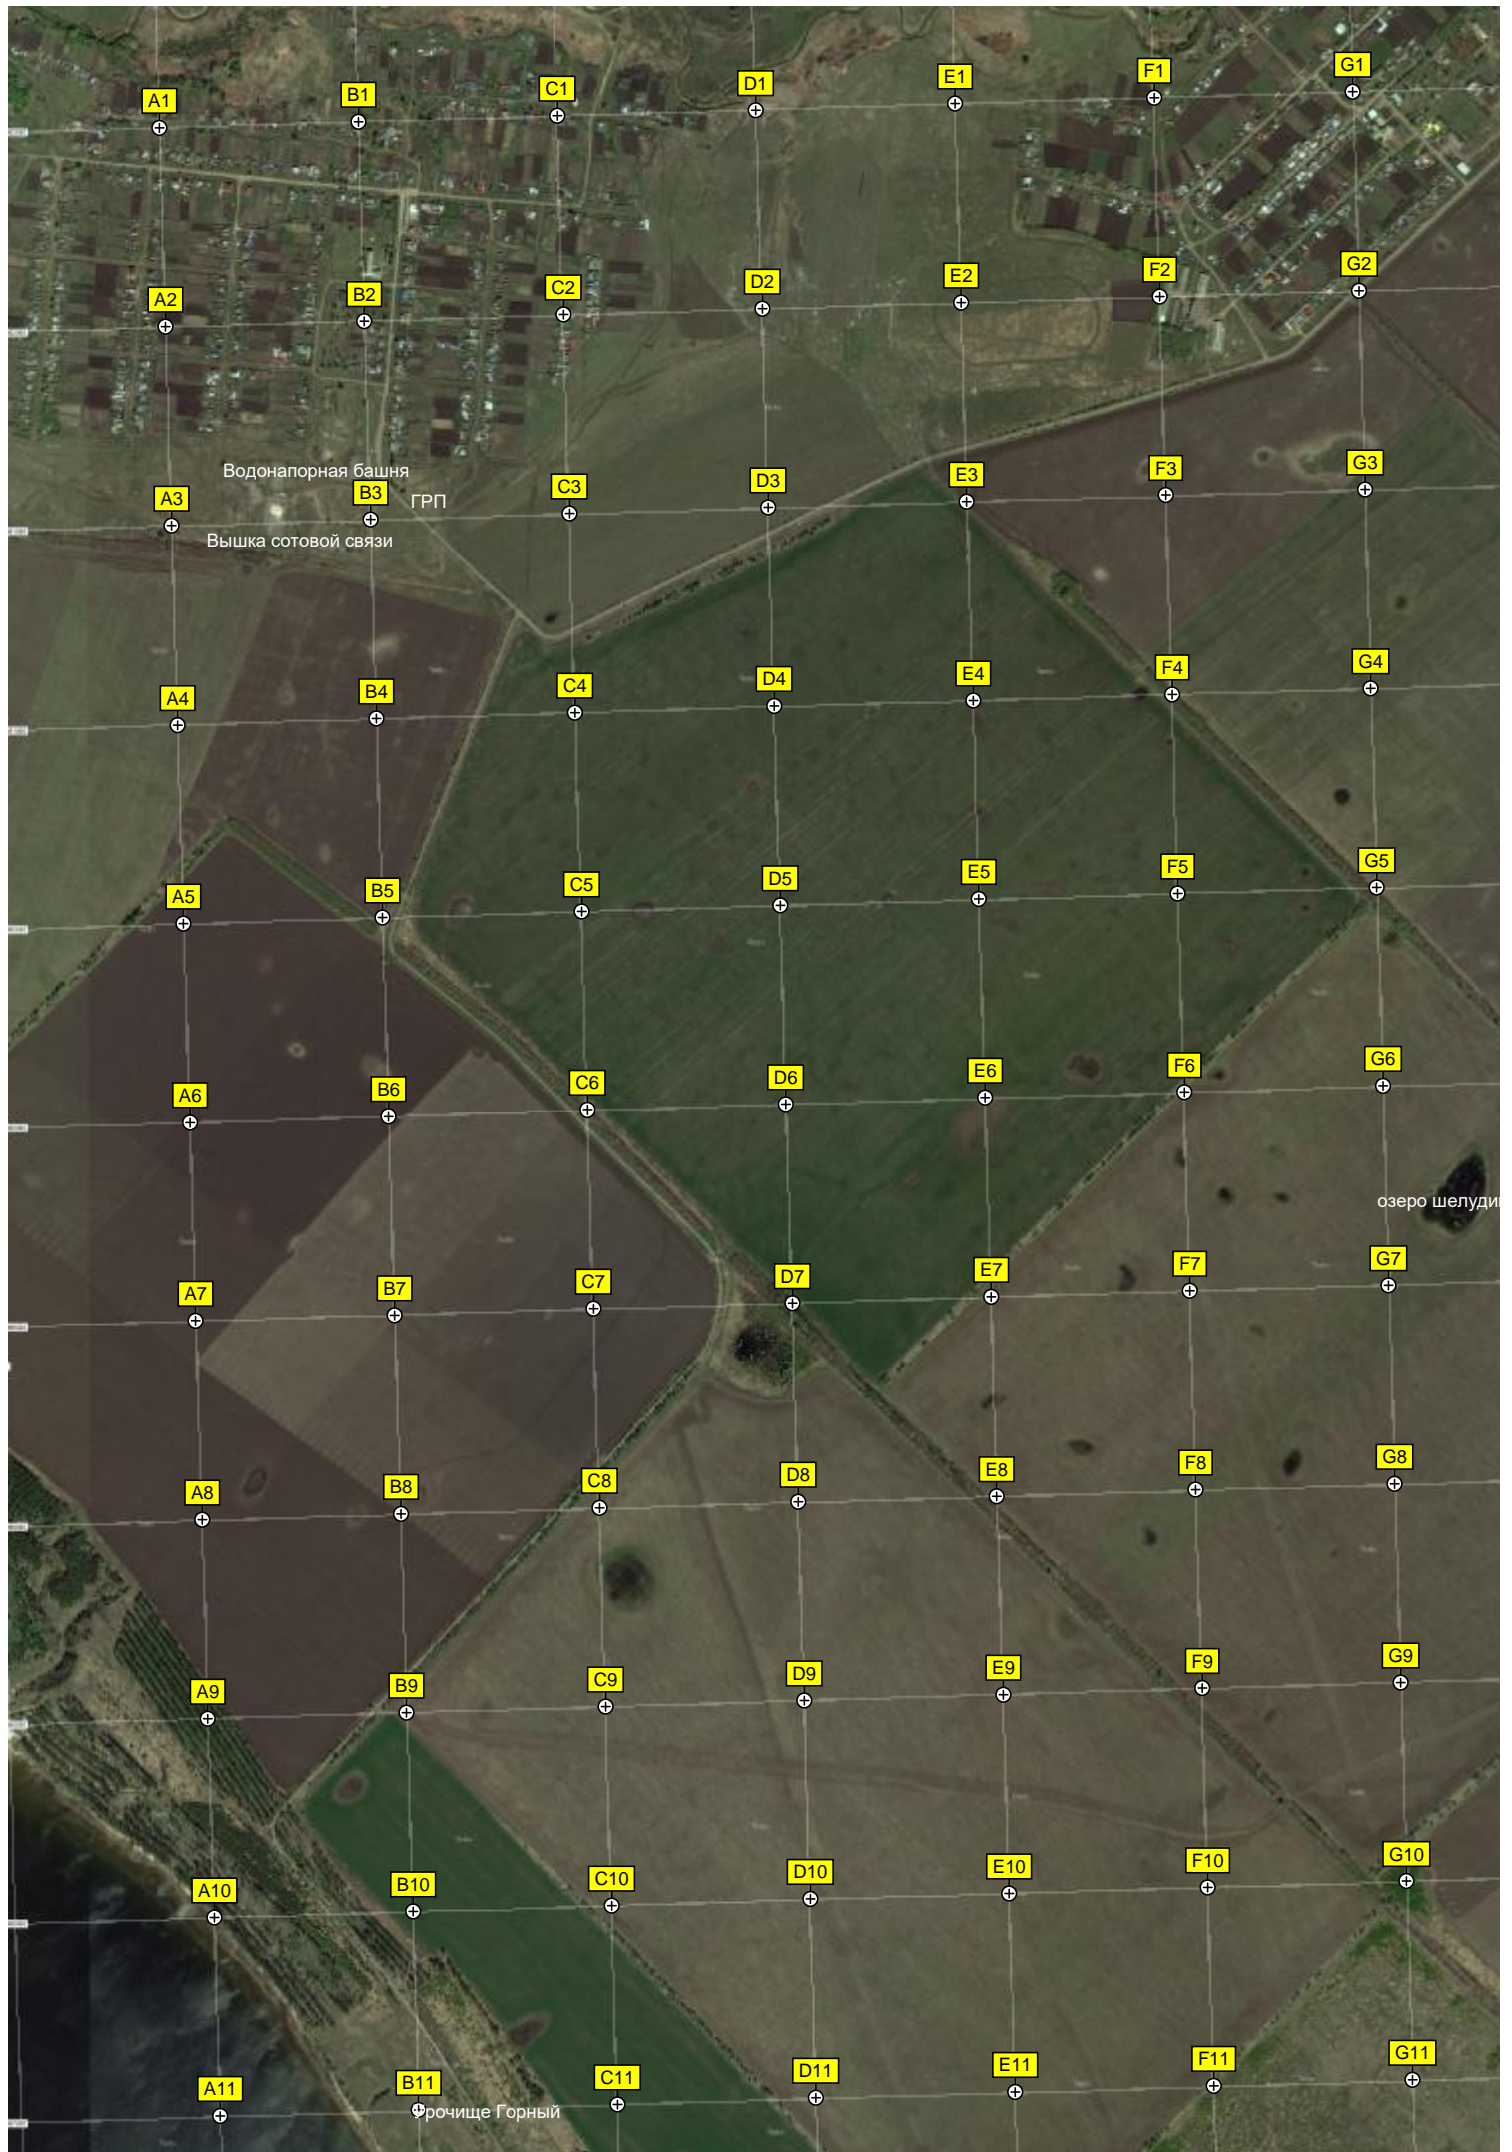 A1 B1 C1 D1 E1 F1 G1
A2 B2 C2 D2 E2 F2 G2
Водонапорная башня
A3 B3 ГРП C3 D3 E3 F3 G3
Вышка сотовой связи
A4 B4 C4 D4 E4 F4 G4
A5 B5 C5 D5 E5 F5 G5
A6 B6 C6 D6 E6 F6 G6
озеро
A7 B7 C7 D7 E7 F7 G7
A8 B8 C8 D8 E8 F8 G8
A9 B9 C9 D9 E9 F9 G9
A10 B10 C10 D10 E10 F10 G10
A11 B11 C11 D11 E11 F11 G11
Урочище Горный